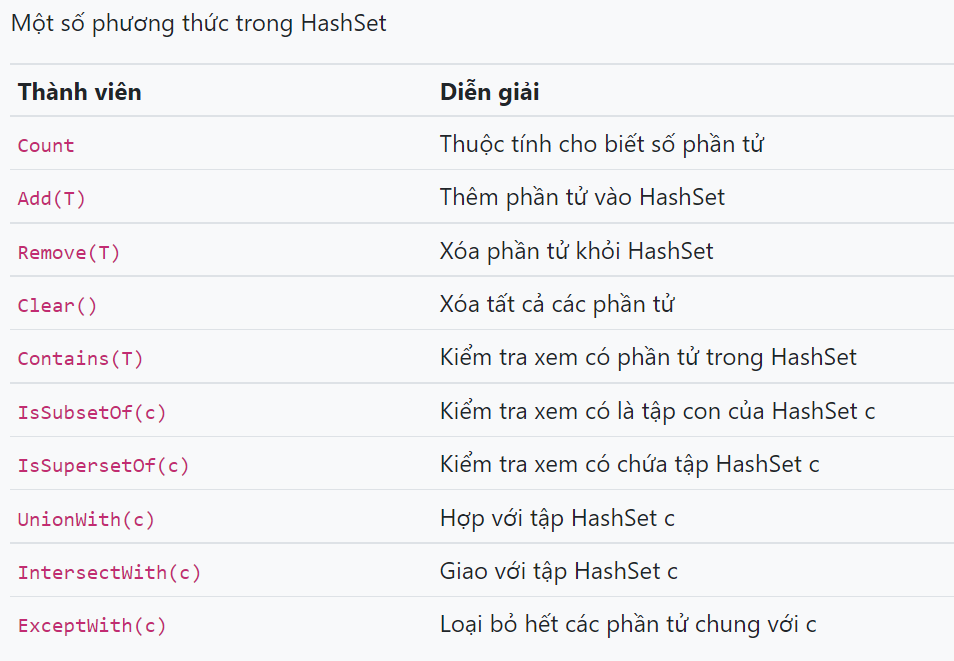 Một số phương thức trong HashSet
Thành viên Diễn giải
Count Thuộc tính cho biết số phần tử
Add(T) Thêm phần tử vào HashSet
Remove(T) Xóa phần tử khỏi HashSet
Clear() Xóa tất cả các phần tử
Contains(T) Kiểm tra xem có phần tử trong HashSet
IsSubsetOf(c) Kiểm tra xem có là tập con của HashSet c
IsSupersetOf(c) Kiểm tra xem có chứa tập HashSet c
UnionWith(c) Hợp với tập HashSet c
IntersectWith(c) Giao với tập HashSet c
ExceptWith(c) Loại bỏ hết các phần tử chung với c